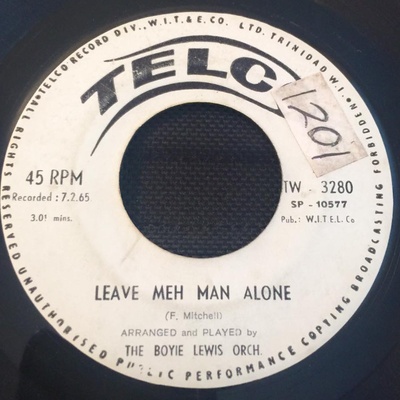 TELCO RECORD DIV., W.I.T. & E. CO. LTD. TRINIDAD W.I.
ALL RIGHTS RESERVED UNAUTHORISED PUBLIC PERFORMANCE COPYING BROADCASTING FORBIDDEN
TELC
1201
45 RPM
Recorded : 7.2.65
3.01 mins.
TW - 3280
SP - 10577
Pub.: W.I.T.E.L. Co
LEAVE MEH MAN ALONE
(F. Mitchell)
ARRANGED and PLAYED by
THE BOYIE LEWIS ORCH.